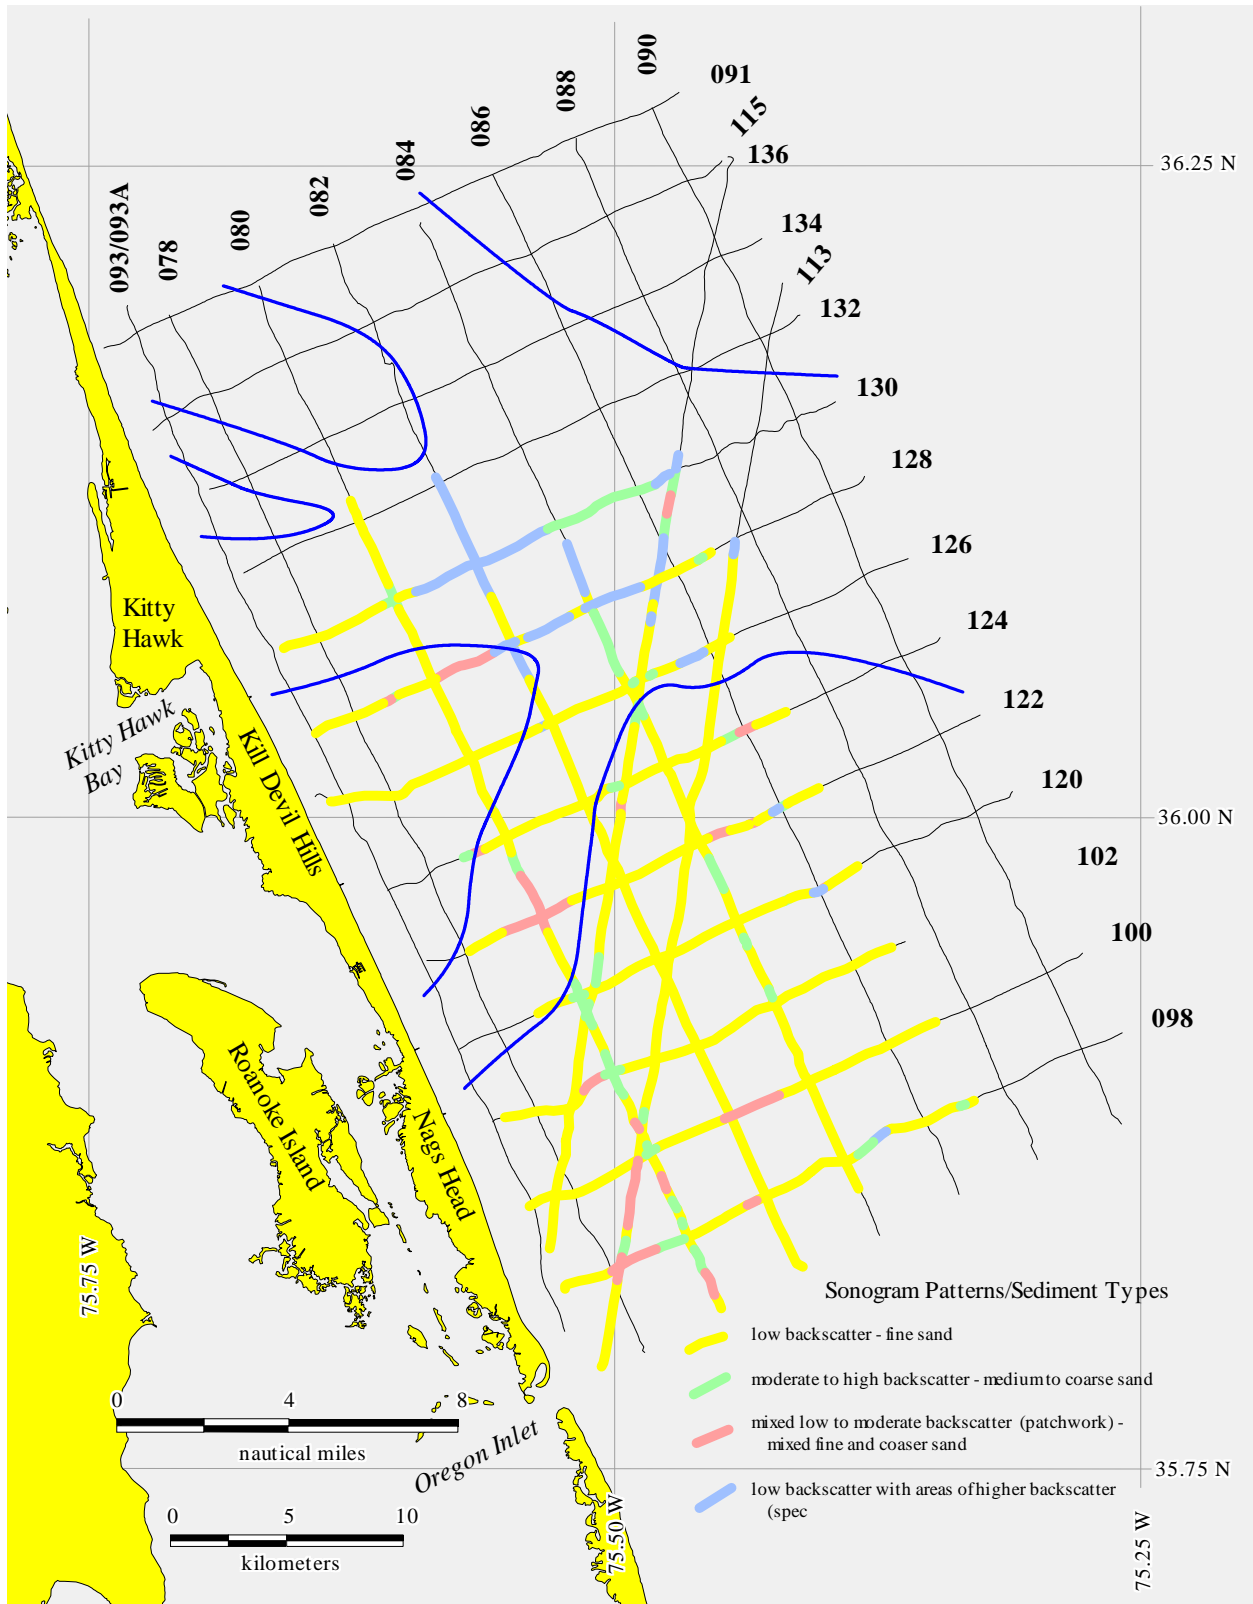 090
091
088
115
086
136
084
082
134
093/093A
080
113
078
132
130
128
126
124
122
120
102
100
098
36.25 N
36.00 N
35.75 N
75.75 W
75.50 W
75.25 W
Kitty
Hawk
Kitty Hawk
Bay
Kill Devil Hills
Roanoke Island
Nags Head
Oregon Inlet
Sonogram Patterns/Sediment Types
low backscatter - fine sand
moderate to high backscatter - medium to coarse sand
mixed low to moderate backscatter (patchwork) -
mixed fine and coaser sand
low backscatter with areas of higher backscatter
(spec
0 4 8
nautical miles
0 5 10
kilometers